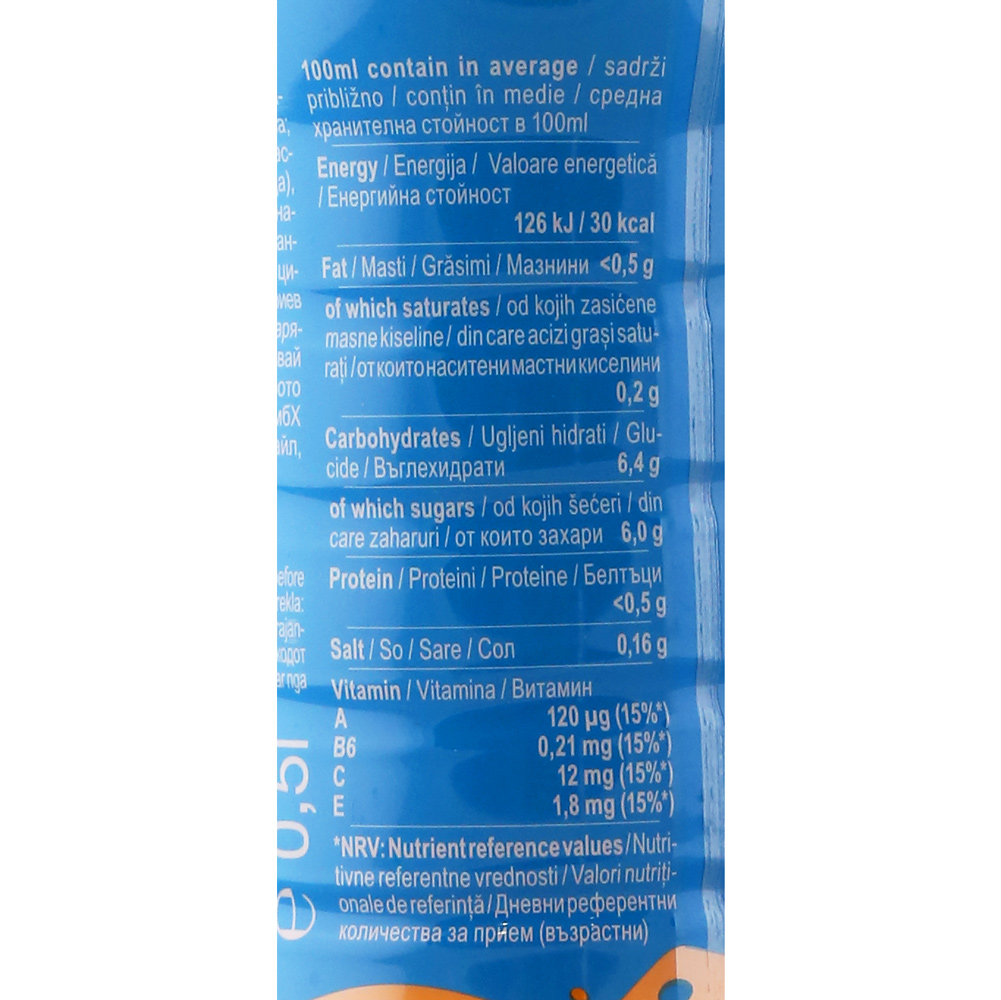 100ml contain in average / sadrži
približno / conțin în medie / средна
хранителна стойност в 100ml
Energy / Energija / Valoare energetică
/ Енергийна стойност
126 kJ / 30 kcal
Fat / Masti / Grăsimi / Мазнини <0,5 g
of which saturates / od kojih zasićene
masne kiseline / din care acizi grași satu-
rați / от които наситени мастни киселини
0,2 g
Carbohydrates / Ugljeni hidrati / Glu-
cide / Въглехидрати 6,4 g
of which sugars / od kojih šećeri / din
care zaharuri / от които захари 6,0 g
Protein / Proteini / Proteine / Белтъци
<0,5 g
Salt / So / Sare / Сол 0,16 g
Vitamin / Vitamina / Витамин
A 120 µg (15%*)
B6 0,21 mg (15%*)
C 12 mg (15%*)
E 1,8 mg (15%*)
*NRV: Nutrient reference values / Nutri-
tivne referentne vrednosti / Valori nutriți-
onale de referință / Дневни референтни
количества за прием (възрастни)
e 0,5l